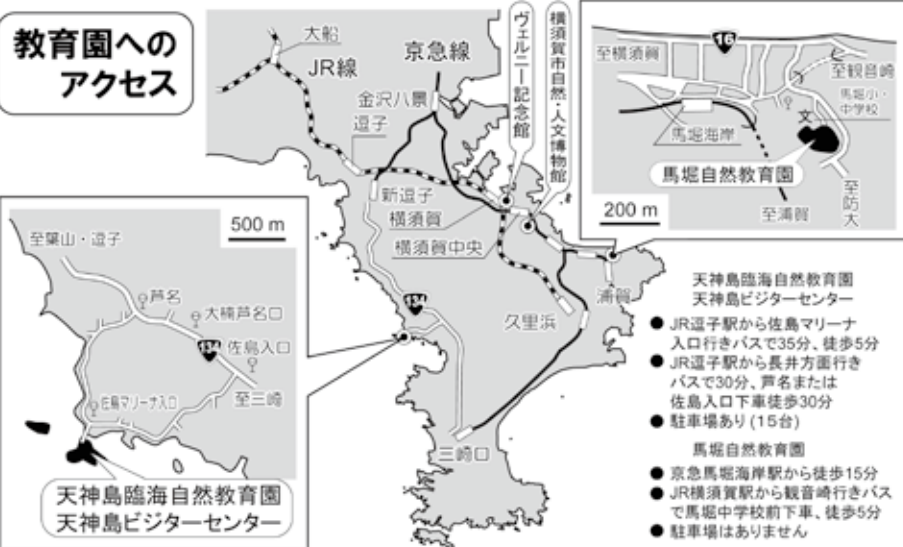 教育園への
アクセス
大船
JR線
京急線
金沢八景
逗子
新逗子
横須賀
横須賀中央
ヴェルニー記念館
横須賀市自然・人文博物館
134
久里浜
浦賀
三崎口
16
至横須賀
至観音崎
馬堀小・
中学校
文
馬堀海岸
馬堀自然教育園
200 m
至浦賀
至防大
500 m
至葉山・逗子
芦名
大楠芦名口
134
佐島入口
至三崎
佐島マリーナ入口
天神島臨海自然教育園
天神島ビジターセンター
天神島臨海自然教育園
天神島ビジターセンター
● JR逗子駅から佐島マリーナ
入口行きバスで35分、徒歩5分
● JR逗子駅から長井方面行き
バスで30分、芦名または
佐島入口下車徒歩30分
● 駐車場あり(15台)
馬堀自然教育園
● 京急馬堀海岸駅から徒歩15分
● JR横須賀駅から観音崎行きバス
で馬堀中学校前下車、徒歩5分
● 駐車場はありません